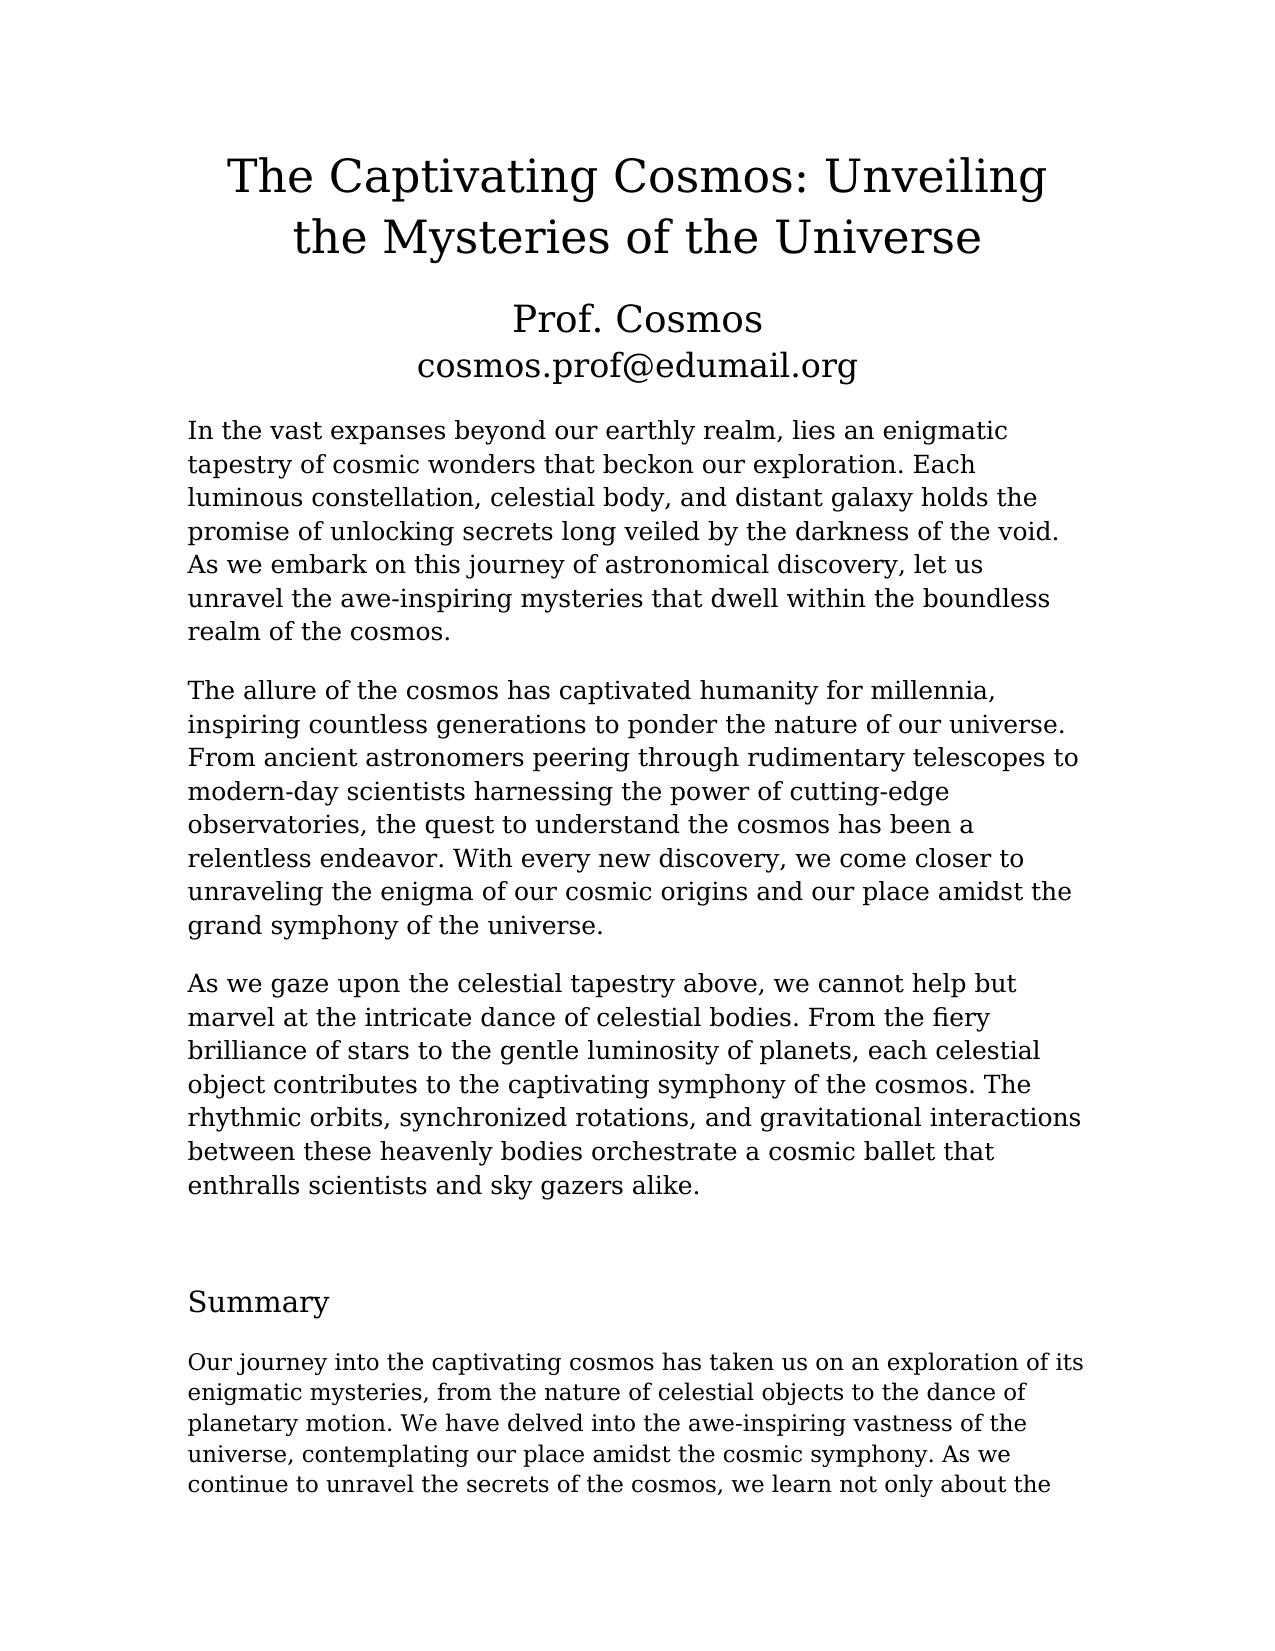 The Captivating Cosmos: Unveiling
the Mysteries of the Universe
Prof. Cosmos
cosmos.prof@edumail.org
In the vast expanses beyond our earthly realm, lies an enigmatic
tapestry of cosmic wonders that beckon our exploration. Each
luminous constellation, celestial body, and distant galaxy holds the
promise of unlocking secrets long veiled by the darkness of the void.
As we embark on this journey of astronomical discovery, let us
unravel the awe-inspiring mysteries that dwell within the boundless
realm of the cosmos.
The allure of the cosmos has captivated humanity for millennia,
inspiring countless generations to ponder the nature of our universe.
From ancient astronomers peering through rudimentary telescopes to
modern-day scientists harnessing the power of cutting-edge
observatories, the quest to understand the cosmos has been a
relentless endeavor. With every new discovery, we come closer to
unraveling the enigma of our cosmic origins and our place amidst the
grand symphony of the universe.
As we gaze upon the celestial tapestry above, we cannot help but
marvel at the intricate dance of celestial bodies. From the fiery
brilliance of stars to the gentle luminosity of planets, each celestial
object contributes to the captivating symphony of the cosmos. The
rhythmic orbits, synchronized rotations, and gravitational interactions
between these heavenly bodies orchestrate a cosmic ballet that
enthralls scientists and sky gazers alike.
Summary
Our journey into the captivating cosmos has taken us on an exploration of its
enigmatic mysteries, from the nature of celestial objects to the dance of
planetary motion. We have delved into the awe-inspiring vastness of the
universe, contemplating our place amidst the cosmic symphony. As we
continue to unravel the secrets of the cosmos, we learn not only about the